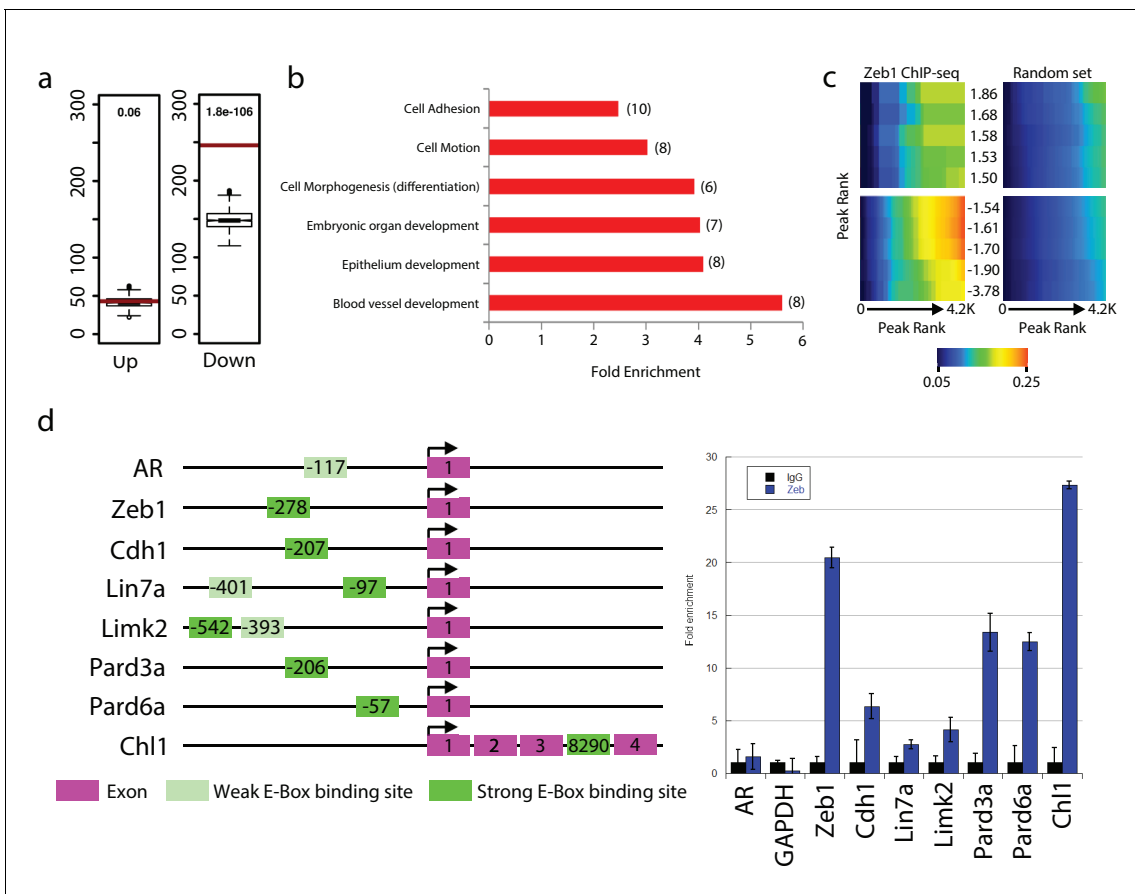 a
300
200
100
50
0
0.06
Up
300
200
100
50
0
1.8e-106
Down
b
Cell Adhesion
(10)
Cell Motion
(8)
Cell Morphogenesis (differentiation)
(6)
Embryonic organ development
(7)
Epithelium development
(8)
Blood vessel development
(8)
0 1 2 3 4 5 6
Fold Enrichment
c
Zeb1 ChIP-seq
Random set
Peak Rank
1.86
1.68
1.58
1.53
1.50
-1.54
-1.61
-1.70
-1.90
-3.78
0 4.2K
Peak Rank
0 4.2K
Peak Rank
0.05 0.25
d
AR -117 1
Zeb1 -278 1
Cdh1 -207 1
Lin7a -401 -97 1
Limk2 -542 -393 1
Pard3a -206 1
Pard6a -57 1
Chl1 1 2 3 8290 4
Exon Weak E-Box binding site Strong E-Box binding site
Fold enrichment
30
25
20
15
10
5
0
IgG
Zeb
AR
GAPDH
Zeb1
Cdh1
Lin7a
Limk2
Pard3a
Pard6a
Chl1